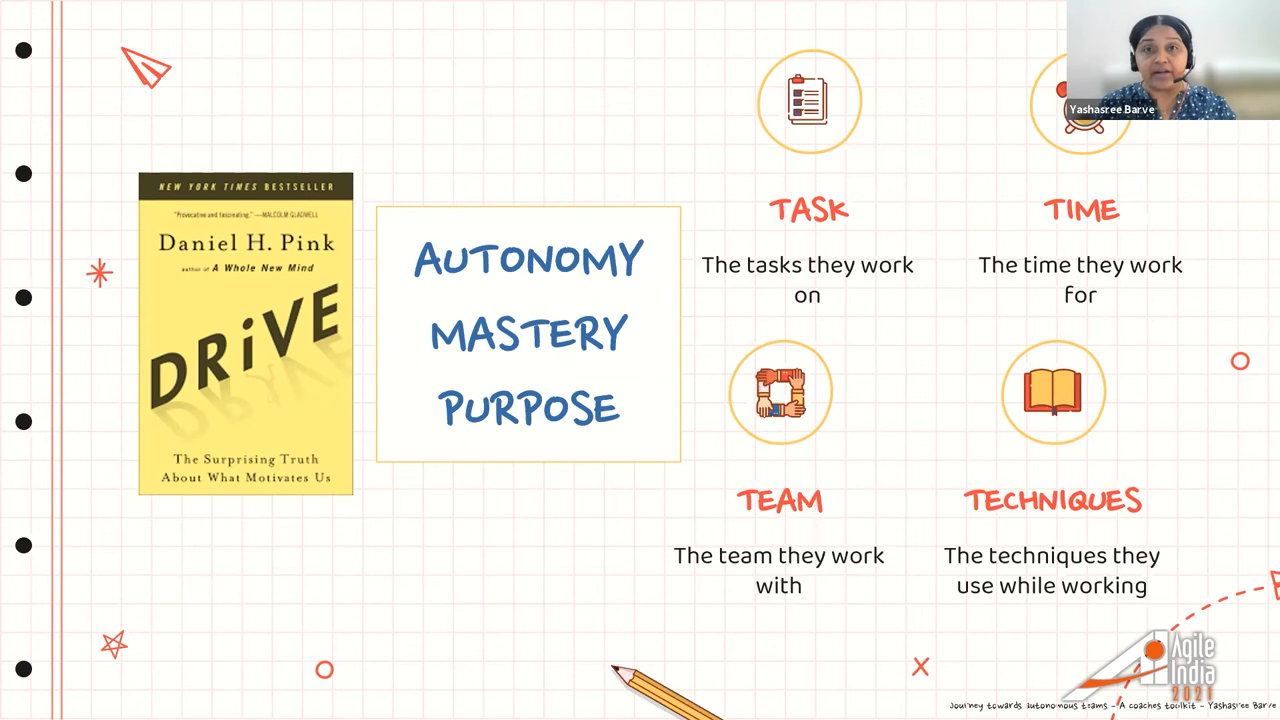 Yashasree Barve
NEW YORK TIMES BESTSELLER
"Provocative and fascinating." —MALCOLM GLADWELL
Daniel H. Pink
author of A Whole New Mind
DRiVE
The Surprising Truth
About What Motivates Us
AUTONOMY
MASTERY
PURPOSE
TASK
The tasks they work
on
TIME
The time they work
for
TEAM
The team they work
with
TECHNIQUES
The techniques they
use while working
Agile
India
2021
Journey towards autonomous teams - A coaches toolkit - Yashasree Barve